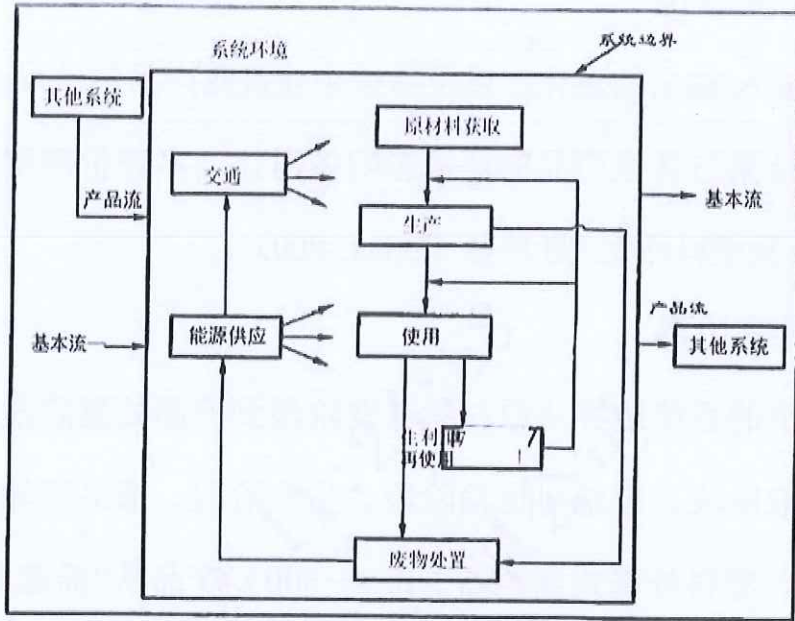 系统环境
系统边界
其他系统
原材料获取
交通
产品流
基本流
生产
产品流
基本流
能源供应
使用
其他系统
再使用
废物处置